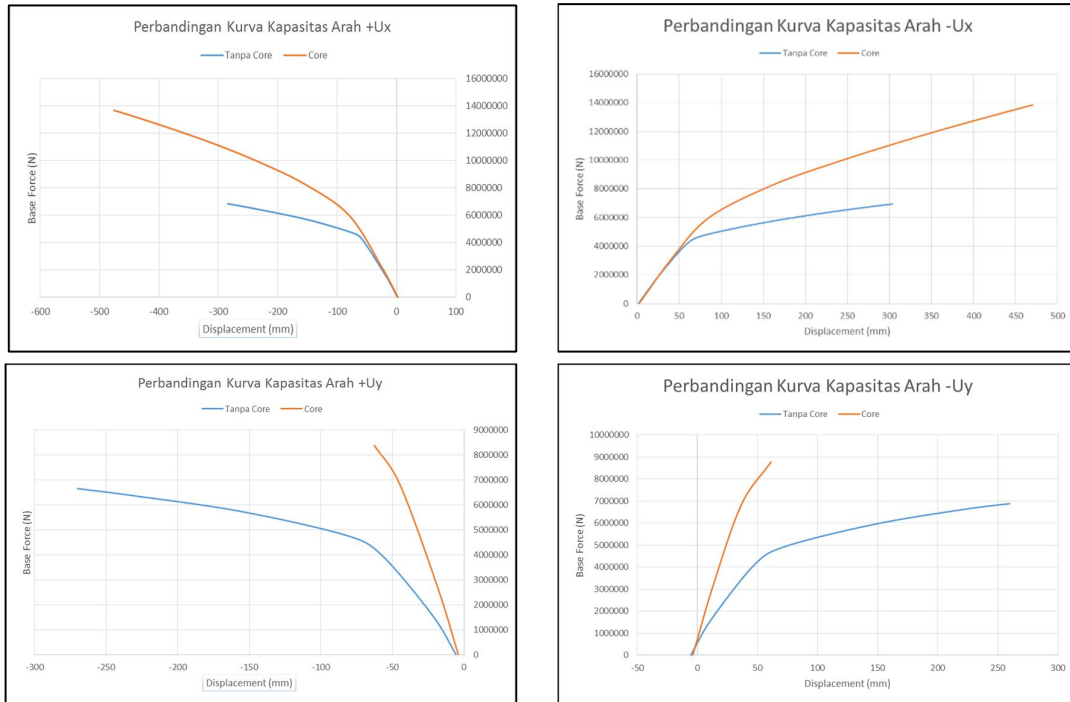 Perbandingan Kurva Kapasitas Arah +Ux
Tanpa Core Core
16000000
14000000
12000000
10000000
8000000
6000000
4000000
2000000
0
Base Force (N)
-600 -500 -400 -300 -200 -100 0 100
Displacement (mm)
Perbandingan Kurva Kapasitas Arah -Ux
Tanpa Core Core
16000000
14000000
12000000
10000000
8000000
6000000
4000000
2000000
0
Base Force (N)
0 50 100 150 200 250 300 350 400 450 500
Displacement (mm)
Perbandingan Kurva Kapasitas Arah +Uy
Tanpa Core Core
9000000
8000000
7000000
6000000
5000000
4000000
3000000
2000000
1000000
0
Base Force (N)
-300 -250 -200 -150 -100 -50 0
Displacement (mm)
Perbandingan Kurva Kapasitas Arah -Uy
Tanpa Core Core
10000000
9000000
8000000
7000000
6000000
5000000
4000000
3000000
2000000
1000000
0
Base Force (N)
-50 0 50 100 150 200 250 300
Displacement (mm)